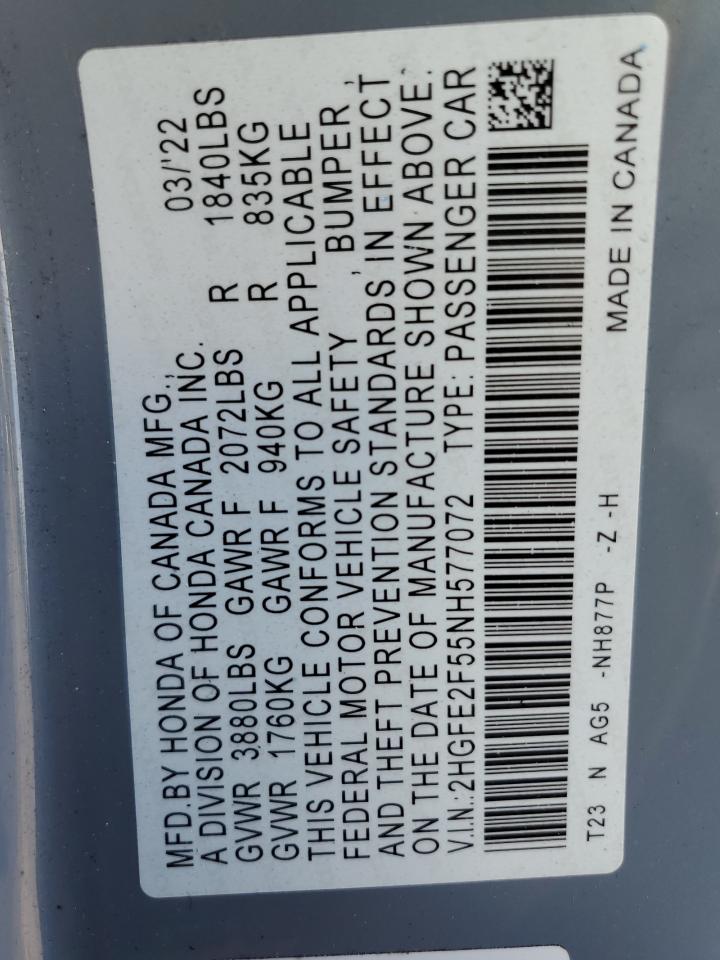 MFD.BY HONDA OF CANADA MFG., 03/'22
A DIVISION OF HONDA CANADA INC.
GVWR 3880LBS GAWR F 2072LBS R 1840LBS
GVWR 1760KG GAWR F 940KG R 835KG
THIS VEHICLE CONFORMS TO ALL APPLICABLE
FEDERAL MOTOR VEHICLE SAFETY, BUMPER,
AND THEFT PREVENTION STANDARDS IN EFFECT
ON THE DATE OF MANUFACTURE SHOWN ABOVE.
V.I.N.:2HGFE2F55NH577072 TYPE: PASSENGER CAR
T23 N AG5 -NH877P -Z -H MADE IN CANADA